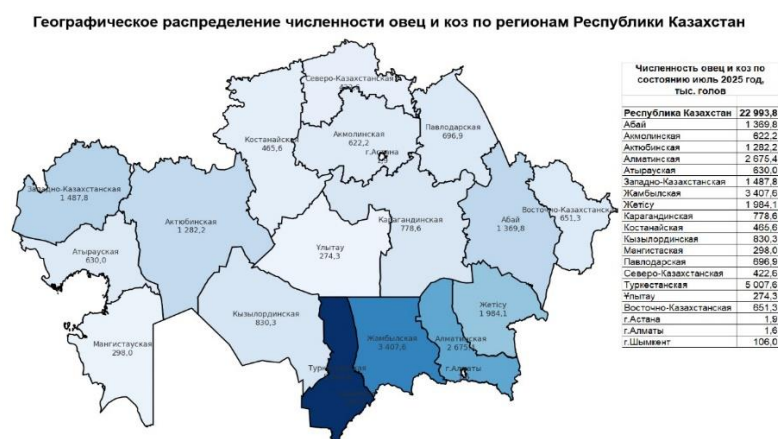 Географическое распределение численности овец и коз по регионам Республики Казахстан
Северо-Казахстанская
Костанайская
465,6
Акмолинская
622,2
г.Астана
Павлодарская
696,9
Западно-Казахстанская
1 487,8
Актюбинская
1 282,2
Атырауская
630,0
Мангистауская
298,0
Ұлытау
274,3
Карагандинская
778,6
Абай
1 369,8
Восточно-Казахстанская
651,3
Кызылординская
830,3
Жамбылская
3 407,6
Жетісу
1 984,1
г.Алматы
Численность овец и коз по
состоянию июль 2025 год,
тыс. голов
Республика Казахстан 22 993,8
Абай 1 369,8
Акмолинская 622,2
Актюбинская 1 282,2
Алматинская 2 675,4
Атырауская 630,0
Западно-Казахстанская 1 487,8
Жамбылская 3 407,6
Жетісу 1 984,1
Карагандинская 778,6
Костанайская 465,6
Кызылординская 830,3
Мангистаская 298,0
Павлодарская 696,9
Северо-Казахстанская 422,6
Туркестанская 5 007,6
Ұлытау 274,3
Восточно-Казахстанская 651,3
г.Астана 1,9
г.Алматы 1,6
г.Шымкент 106,0